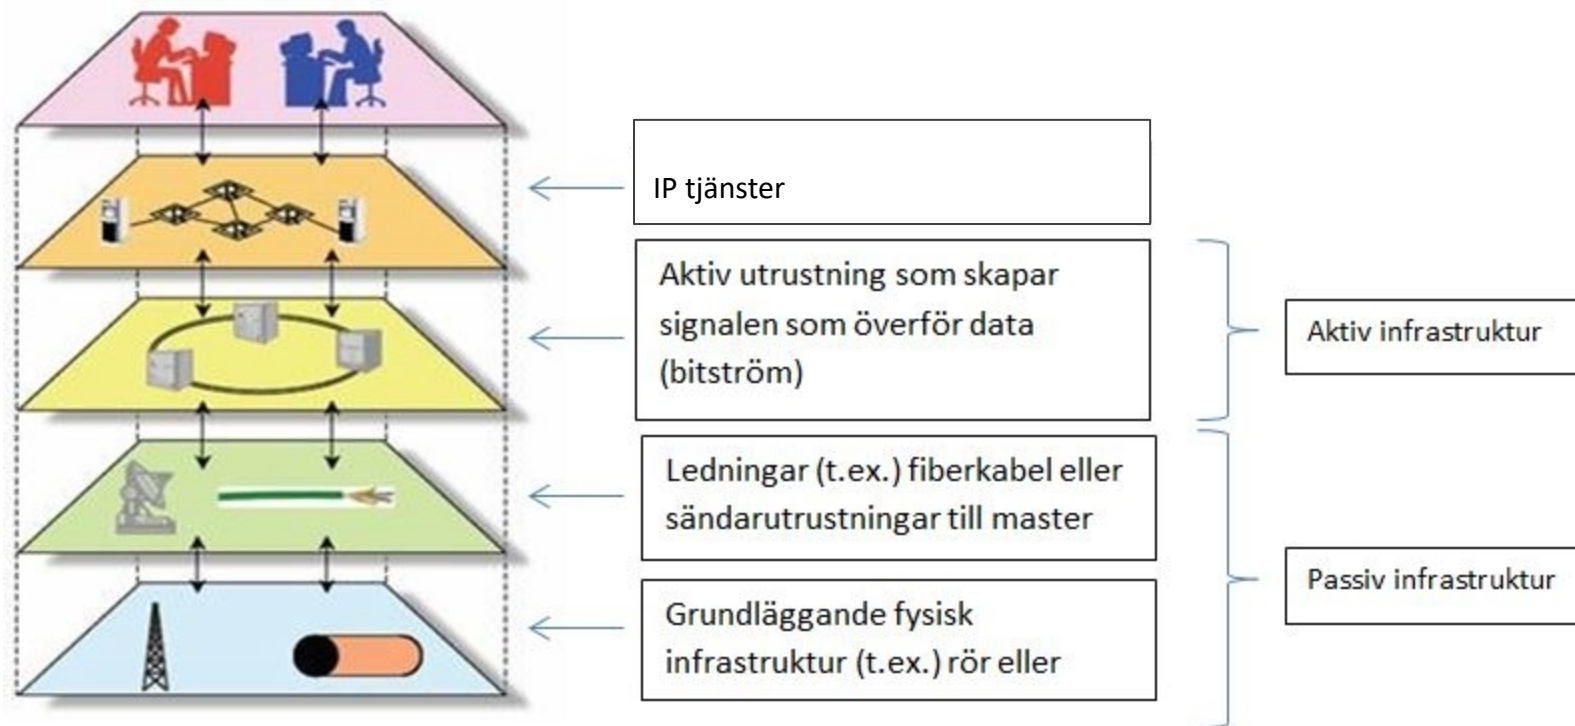 IP tjänster
Aktiv utrustning som skapar
signalen som överför data
(bitström)
Aktiv infrastruktur
Ledningar (t.ex.) fiberkabel eller
sändarutrustningar till master
Grundläggande fysisk
infrastruktur (t.ex.) rör eller
Passiv infrastruktur